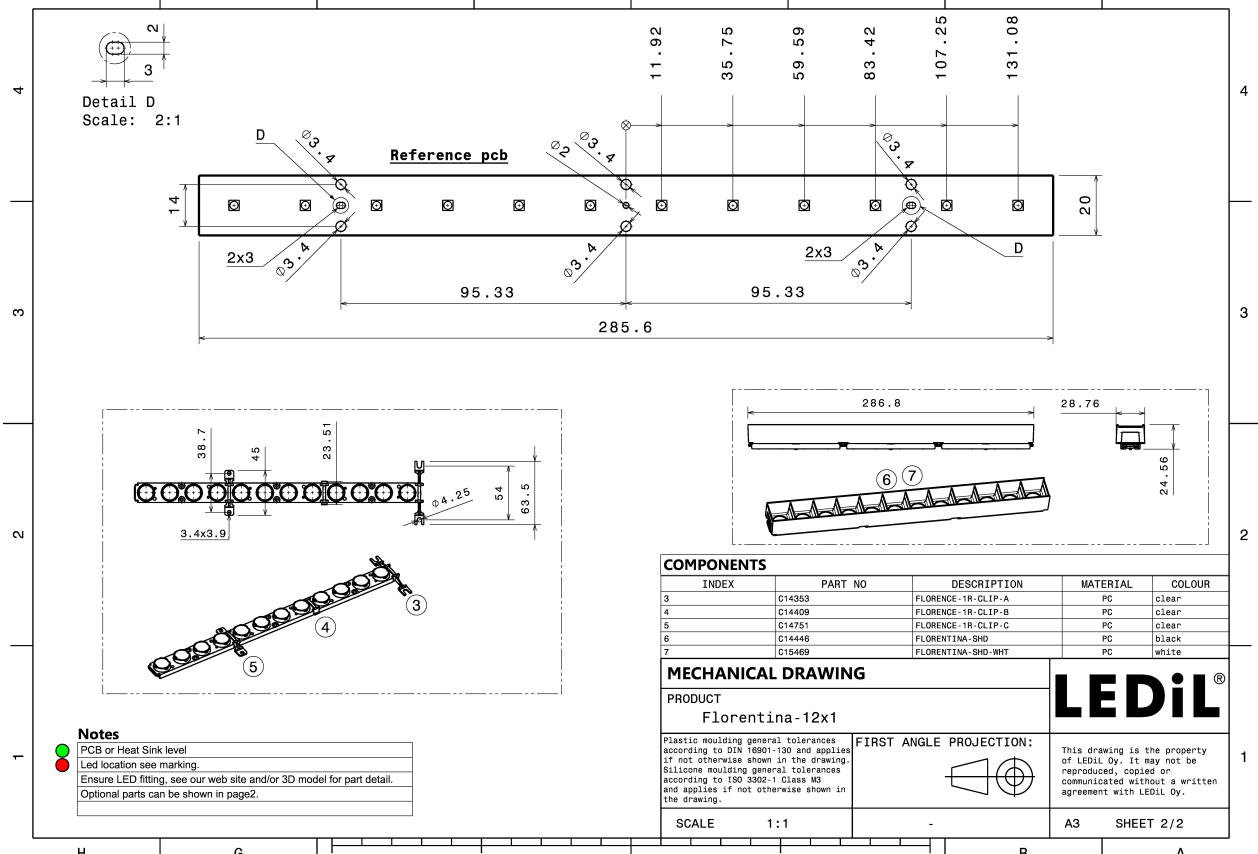 2
3
Detail D
Scale: 2:1
11.92
35.75
59.59
83.42
107.25
131.08
4
4
D
Ø3.4
Reference pcb
Ø2
Ø3.4
Ø3.4
14
20
2x3
Ø3.4
Ø3.4
2x3
Ø3.4
D
95.33
95.33
285.6
3
3
38.7
45
23.51
Ø4.25
54
63.5
3.4x3.9
3
4
5
286.8
28.76
24.56
6
7
2
2
COMPONENTS
INDEX PART NO DESCRIPTION MATERIAL COLOUR
3 C14353 FLORENCE-1R-CLIP-A PC clear
4 C14409 FLORENCE-1R-CLIP-B PC clear
5 C14751 FLORENCE-1R-CLIP-C PC clear
6 C14446 FLORENTINA-SHD PC black
7 C15469 FLORENTINA-SHD-WHT PC white
MECHANICAL DRAWING
PRODUCT
Florentina-12x1
LEDiL®
Plastic moulding general tolerances
according to DIN 16901-130 and applies
if not otherwise shown in the drawing.
Silicone moulding general tolerances
according to ISO 3302-1 Class M3
and applies if not otherwise shown in
the drawing.
FIRST ANGLE PROJECTION:
This drawing is the property
of LEDiL Oy. It may not be
reproduced, copied or
communicated without a written
agreement with LEDiL Oy.
SCALE 1:1
-
A3 SHEET 2/2
Notes
PCB or Heat Sink level
Led location see marking.
Ensure LED fitting, see our web site and/or 3D model for part detail.
Optional parts can be shown in page2.
1
1
H
G
B
A